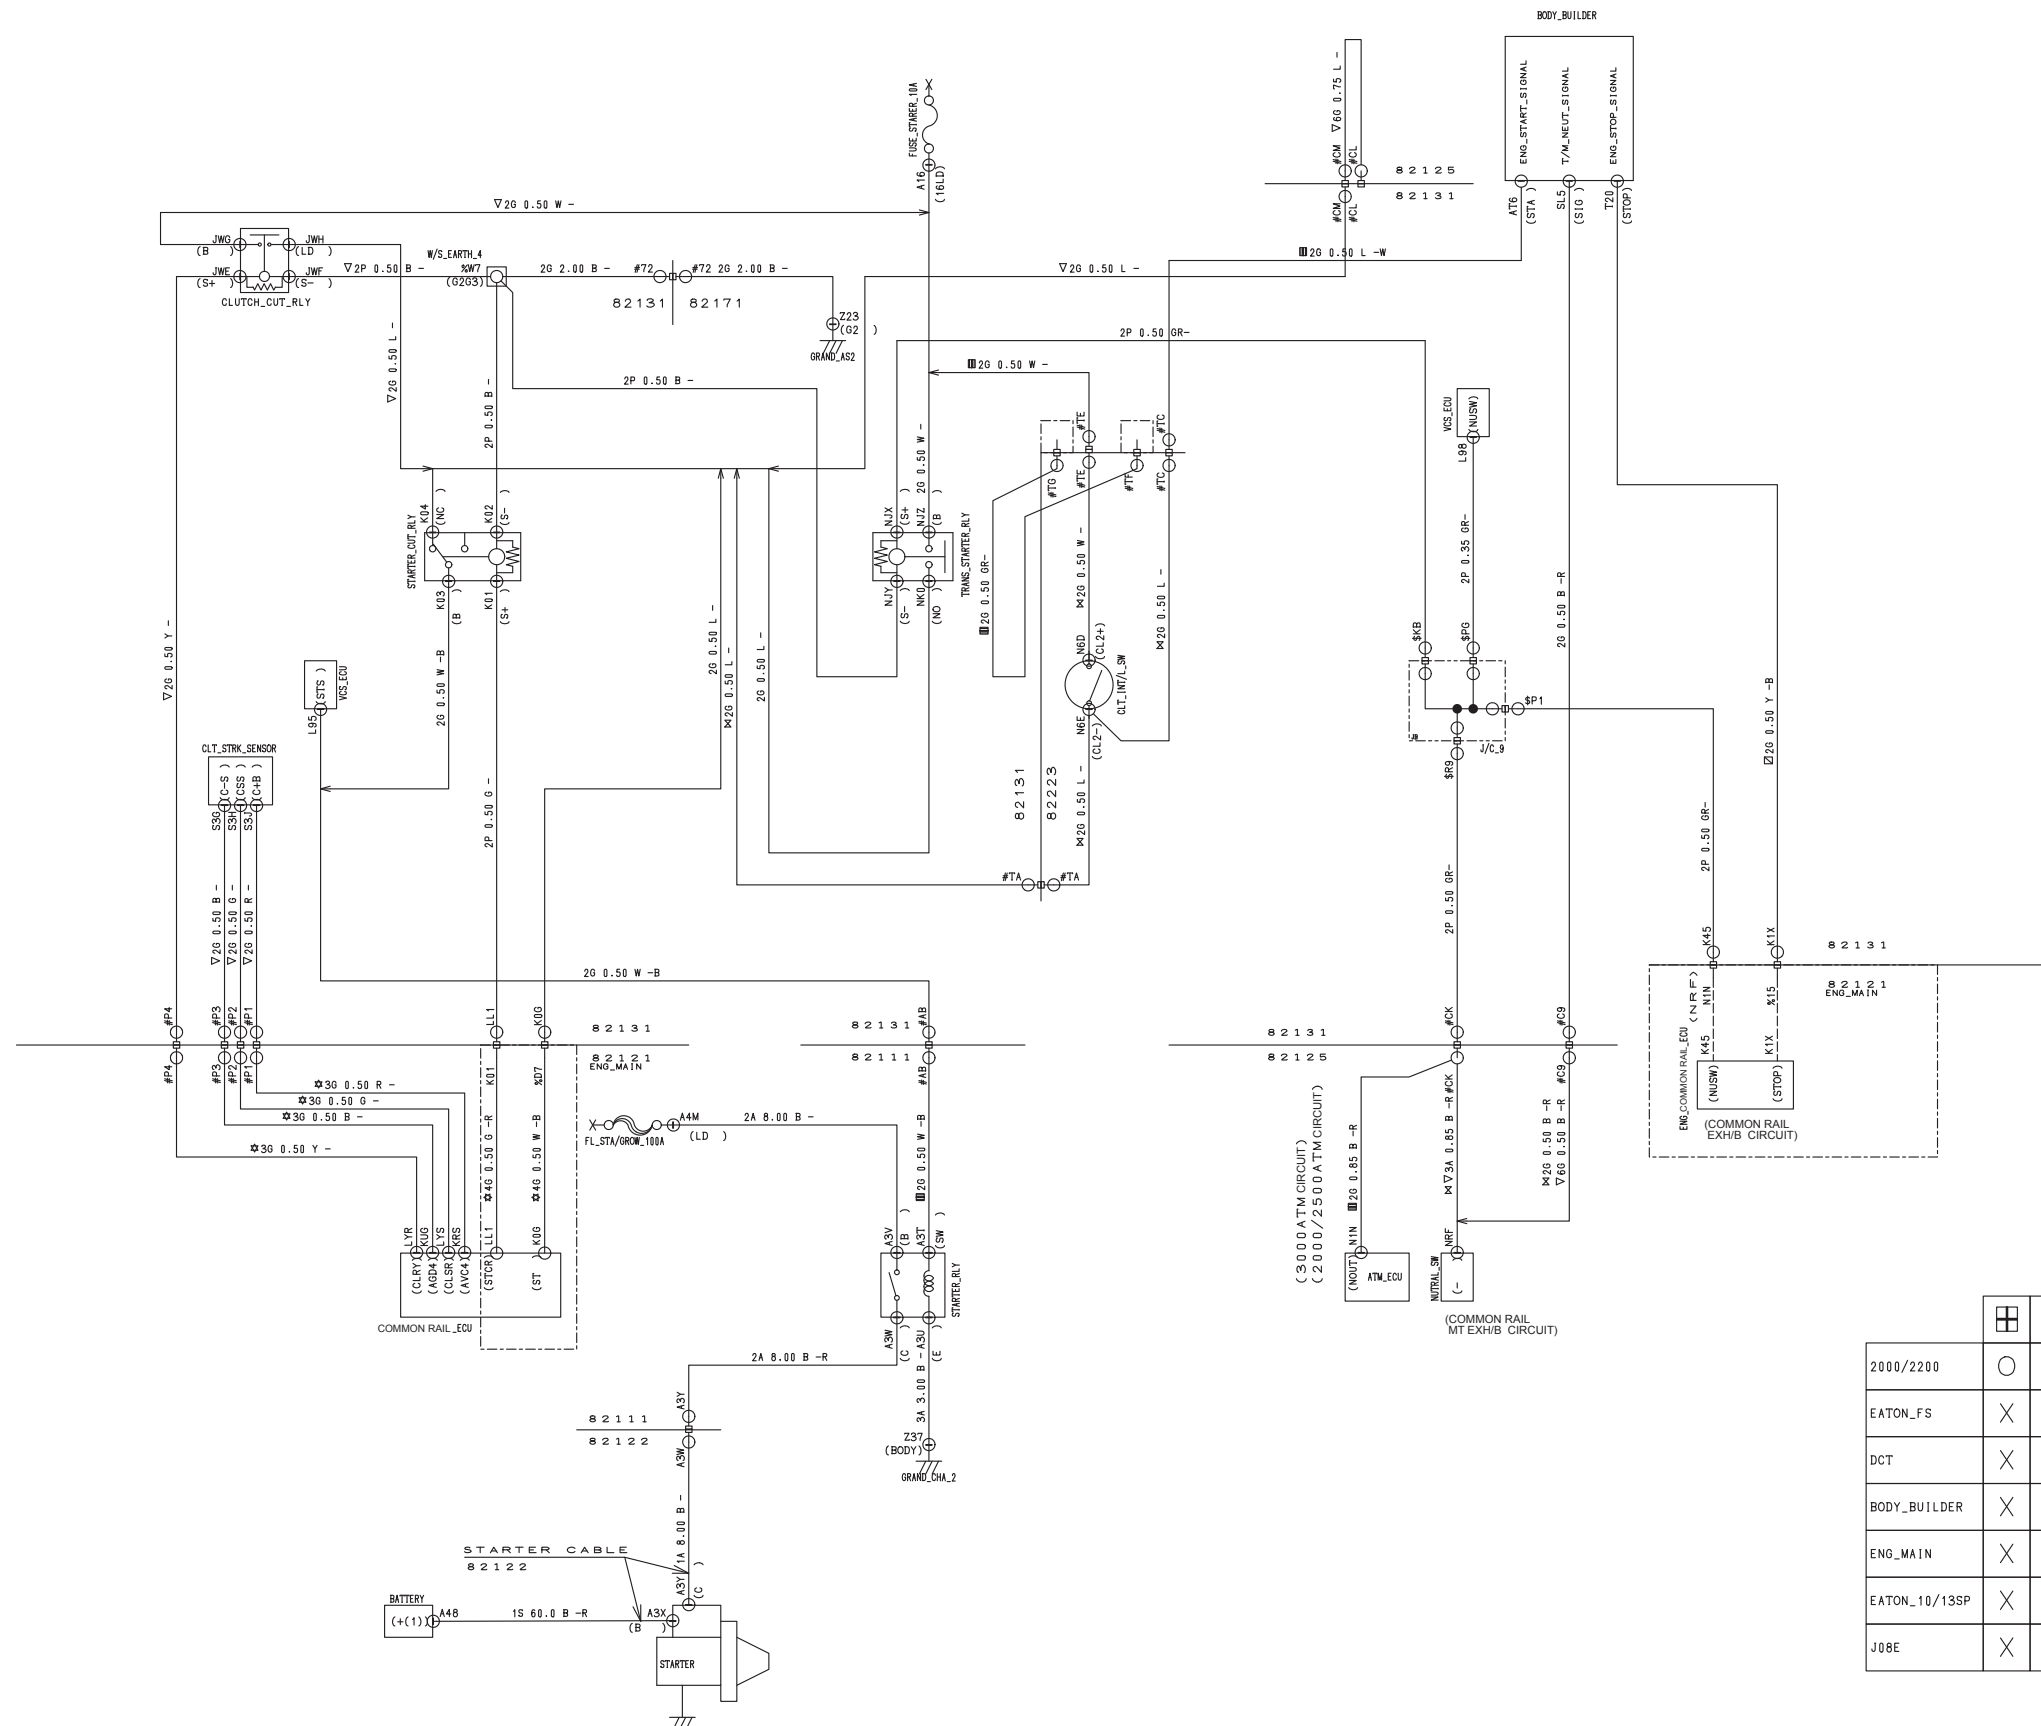 BODY_BUILDER
ENG_START_SIGNAL
T/M_NEUT_SIGNAL
ENG_STOP_SIGNAL
AT6
(STA )
SL5
(SIG )
T20
(STOP)
▽6G 0.75 L -
#CM
#CL
82125
82131
#CM
#CL
FUSE_STARER_10A
A16
(16LD)
▽2G 0.50 W -
JWG
(B )
JWH
(LD )
JWE
(S+ )
JWF
(S- )
CLUTCH_CUT_RLY
▽2P 0.50 B -
W/S_EARTH_4
%W7
(G2G3)
2G 2.00 B -
#72
#72 2G 2.00 B -
82131
82171
Z23
(G2 )
GRAND_AS2
▽2G 0.50 L -
2G 0.50 L -W
2P 0.50 GR-
▽2G 0.50 L -
2P 0.50 B -
2P 0.50 B -
2G 0.50 W -
2G 0.50 W -
#TE
#TC
#TG
#TE
#TF
#TC
VCS_ECU
(NUSW)
L98
K04
(NC )
K02
(S- )
STARTER_CUT_RLY
K03
(B )
K01
(S+ )
NJX
(S+ )
NJZ
(B )
TRANS_STARTER_RLY
NJY
(S- )
NK0
(NO )
2G 0.50 GR-
⋈2G 0.50 W -
⋈2G 0.50 L -
2P 0.35 GR-
2G 0.50 B -R
▽2G 0.50 Y -
VCS_ECU
(STS )
L95
2G 0.50 W -B
2G 0.50 L -
⋈2G 0.50 L -
2G 0.50 L -
N6D
(CL2+)
CLT_INT/L_SW
N6E
(CL2-)
$KB
$PG
$P1
J/C_9
$R9
2G 0.50 Y -B
CLT_STRK_SENSOR
(C-S )
(CSS )
(C+B )
S3G
S3H
S3J
2P 0.50 G -
82131
82223
⋈2G 0.50 L -
#TA
#TA
2P 0.50 GR-
2P 0.50 GR-
▽2G 0.50 B -
▽2G 0.50 G -
▽2G 0.50 R -
2G 0.50 W -B
K45
K1X
82131
82121
ENG_MAIN
(NRF)
N1N
%15
ENG_COMMON RAIL_ECU
K45
K1X
(NUSW)
(STOP)
(COMMON RAIL
EXH/B CIRCUIT)
#P4
#P3
#P2
#P1
LL1
K0G
82131
82121
ENG_MAIN
#P4
#P3
#P2
#P1
K01
%D7
82131
#AB
82111
#AB
82131
#CK
#C9
82125
#CK
#C9
✡3G 0.50 R -
✡3G 0.50 G -
✡3G 0.50 B -
✡3G 0.50 Y -
✡4G 0.50 G -R
✡4G 0.50 W -B
A4M
(LD )
FL_STA/GROW_100A
2A 8.00 B -
2G 0.50 W -B
(3000ATM CIRCUIT)
(2000/2500ATM CIRCUIT)
2G 0.85 B -R
⋈▽3A 0.85 B -R
⋈2G 0.50 B -R
▽6G 0.50 B -R
LYR
KUG
LYS
KRS
LL1
K0G
(CLRY)
(AGD4)
(CLSR)
(AVC4)
(STCR)
(ST )
COMMON RAIL_ECU
A3V
(B )
A3T
(SW )
STARTER_RLY
A3W
(C )
A3U
(E )
N1N
(NOUT)
ATM_ECU
NRF
NUTRAL_SW
(- )
(COMMON RAIL
MT EXH/B CIRCUIT)
2A 8.00 B -R
3A 3.00 B -
A3Y
82111
82122
A3W
Z37
(BODY)
GRAND_CHA_2
1A 8.00 B -
STARTER CABLE
82122
A3Y
(C )
BATTERY
(+(1))
A48
1S 60.0 B -R
A3X
(B )
STARTER
2000/2200 ○
EATON_FS X
DCT X
BODY_BUILDER X
ENG_MAIN X
EATON_10/13SP X
J08E X